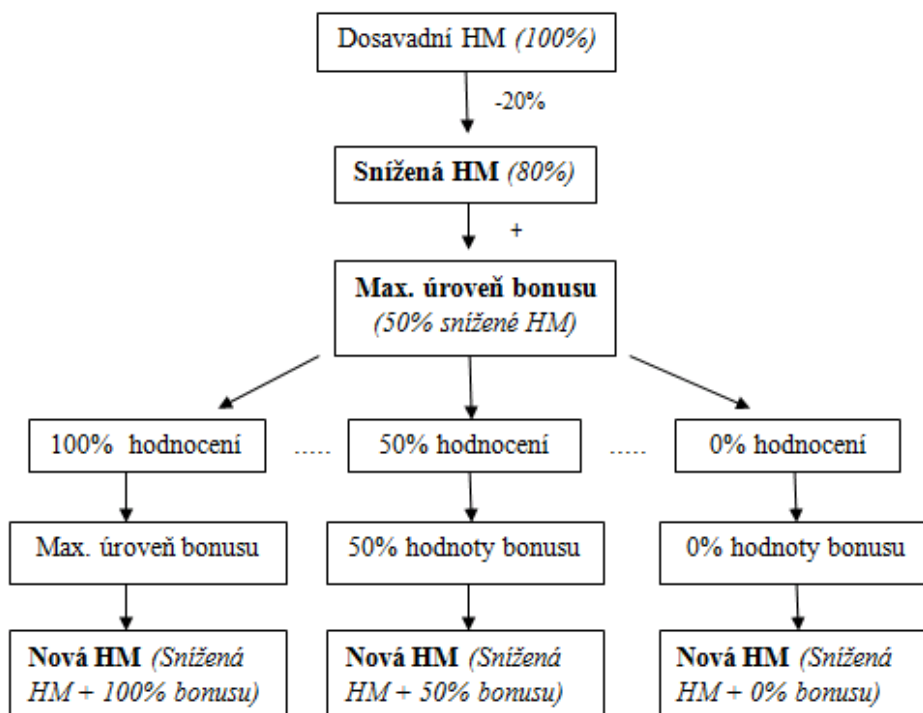 Dosavadní HM (100%)
-20%
Snížená HM (80%)
+
Max. úroveň bonusu
(50% snížené HM)
100% hodnocení ..... 50% hodnocení ..... 0% hodnocení
Max. úroveň bonusu 50% hodnoty bonusu 0% hodnoty bonusu
Nová HM (Snížená
HM + 100% bonusu)
Nová HM (Snížená
HM + 50% bonusu)
Nová HM (Snížená
HM + 0% bonusu)